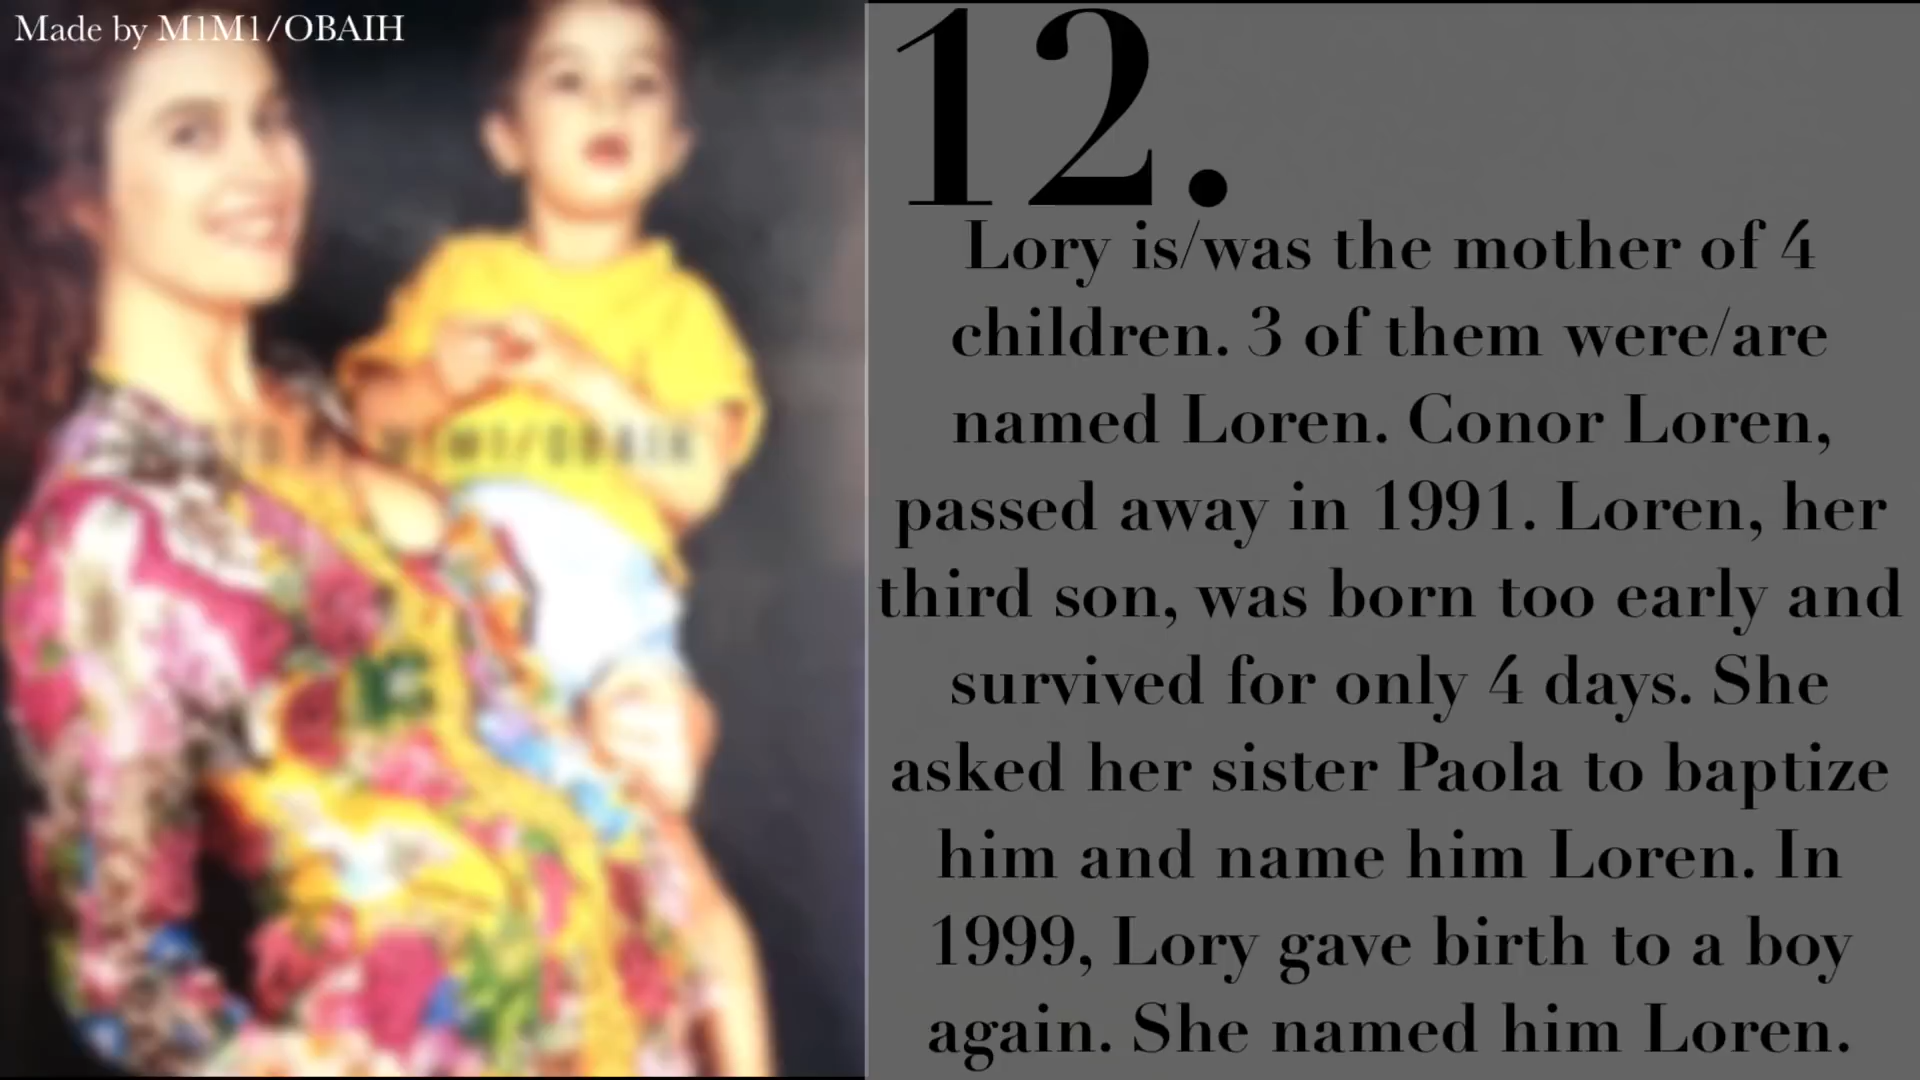 Made by M1M1/OBAIH
12.
Lory is/was the mother of 4
children. 3 of them were/are
named Loren. Conor Loren,
passed away in 1991. Loren, her
third son, was born too early and
survived for only 4 days. She
asked her sister Paola to baptize
him and name him Loren. In
1999, Lory gave birth to a boy
again. She named him Loren.
M1M1/OBAIH